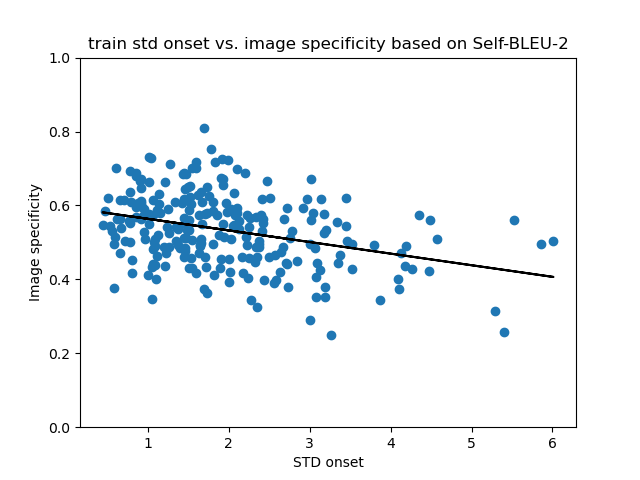 train std onset vs. image specificity based on Self-BLEU-2
1.0
0.8
0.6
0.4
0.2
0.0
Image specificity
1 2 3 4 5 6
STD onset